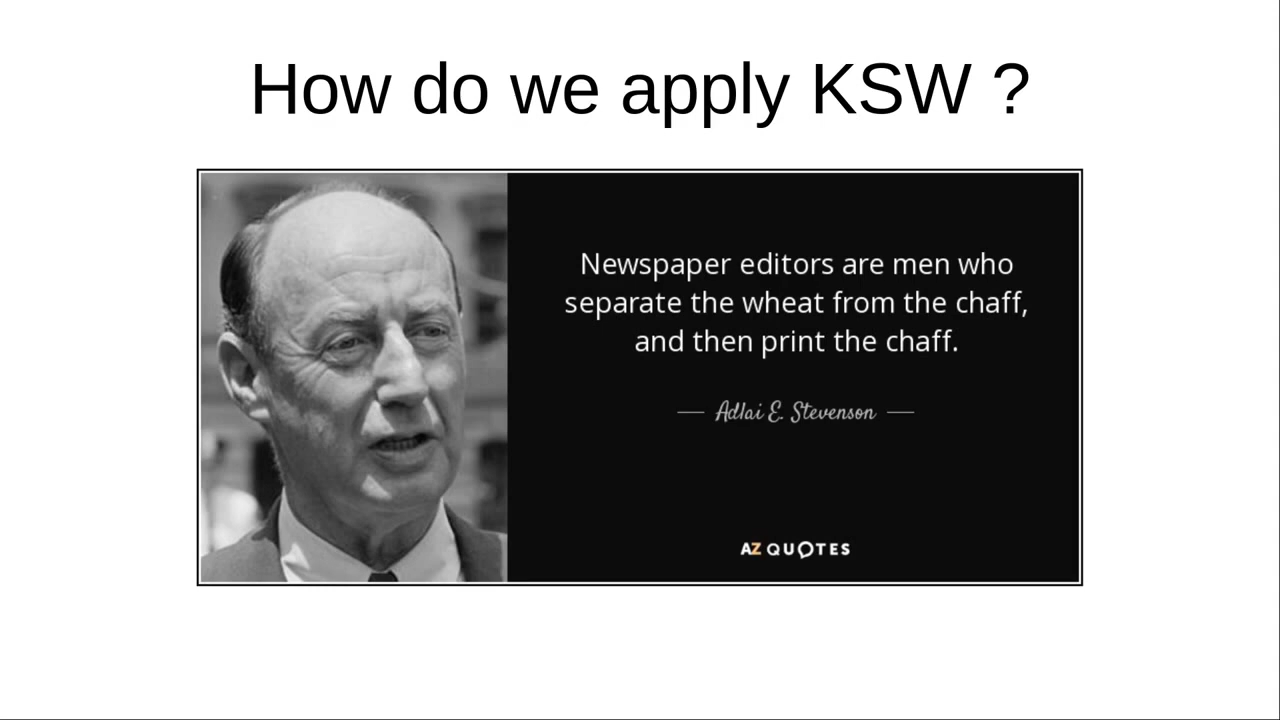 How do we apply KSW ?
Newspaper editors are men who
separate the wheat from the chaff,
and then print the chaff.
Adlai E. Stevenson
AZ QUOTES